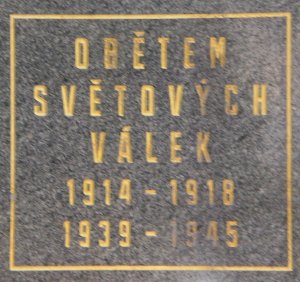 OBĚTEM
SVĚTOVÝCH
VÁLEK
1914 - 1918
1939 - 1945